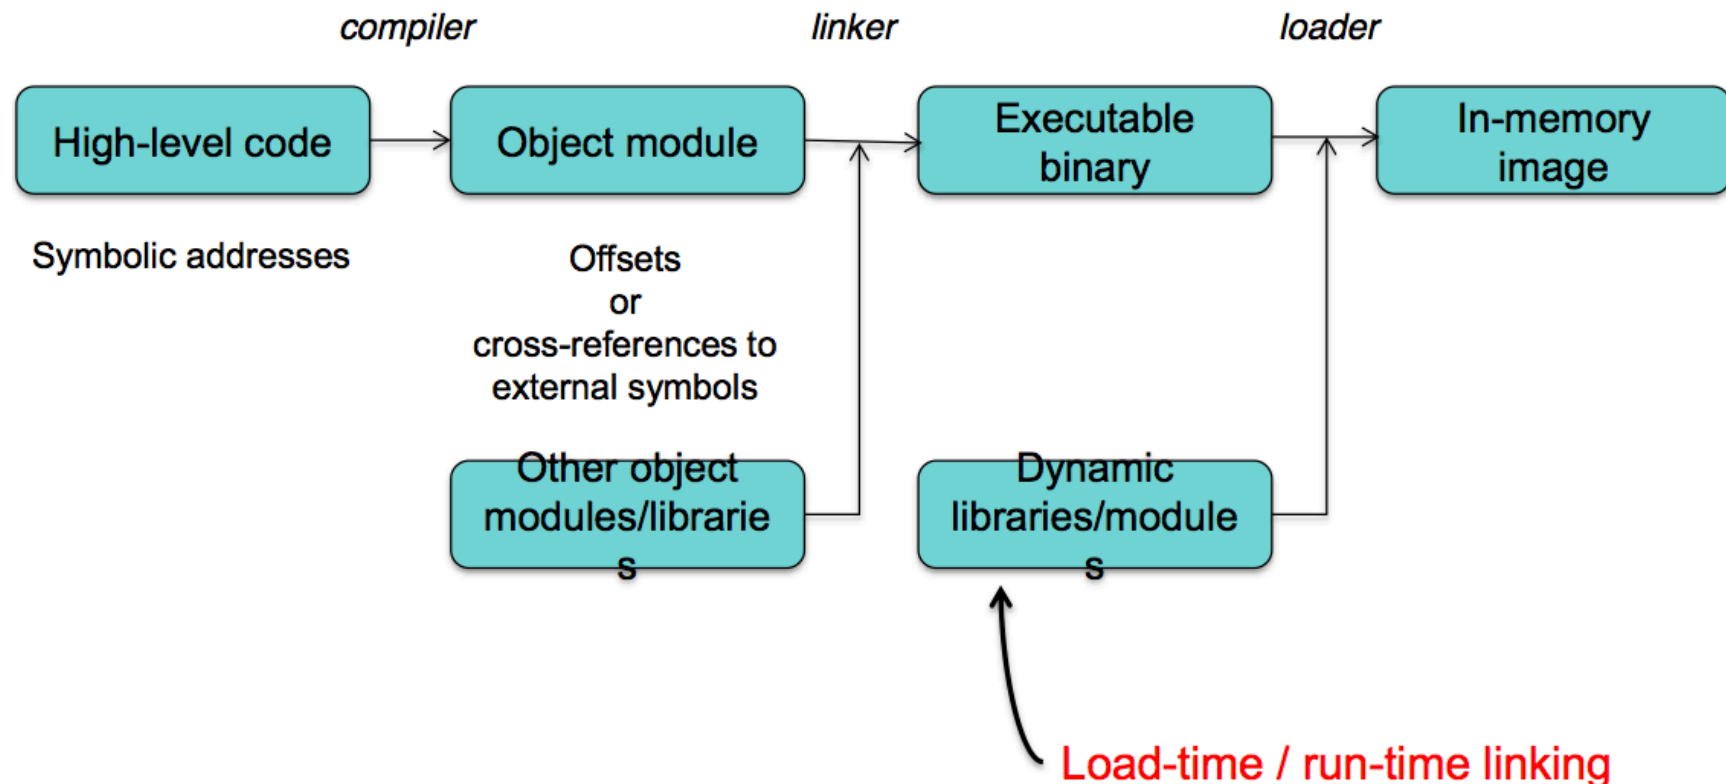 compiler
linker
loader
High-level code
Object module
Executable
binary
In-memory
image
Symbolic addresses
Offsets
or
cross-references to
external symbols
Other object
modules/librarie
s
Dynamic
libraries/module
s
Load-time / run-time linking